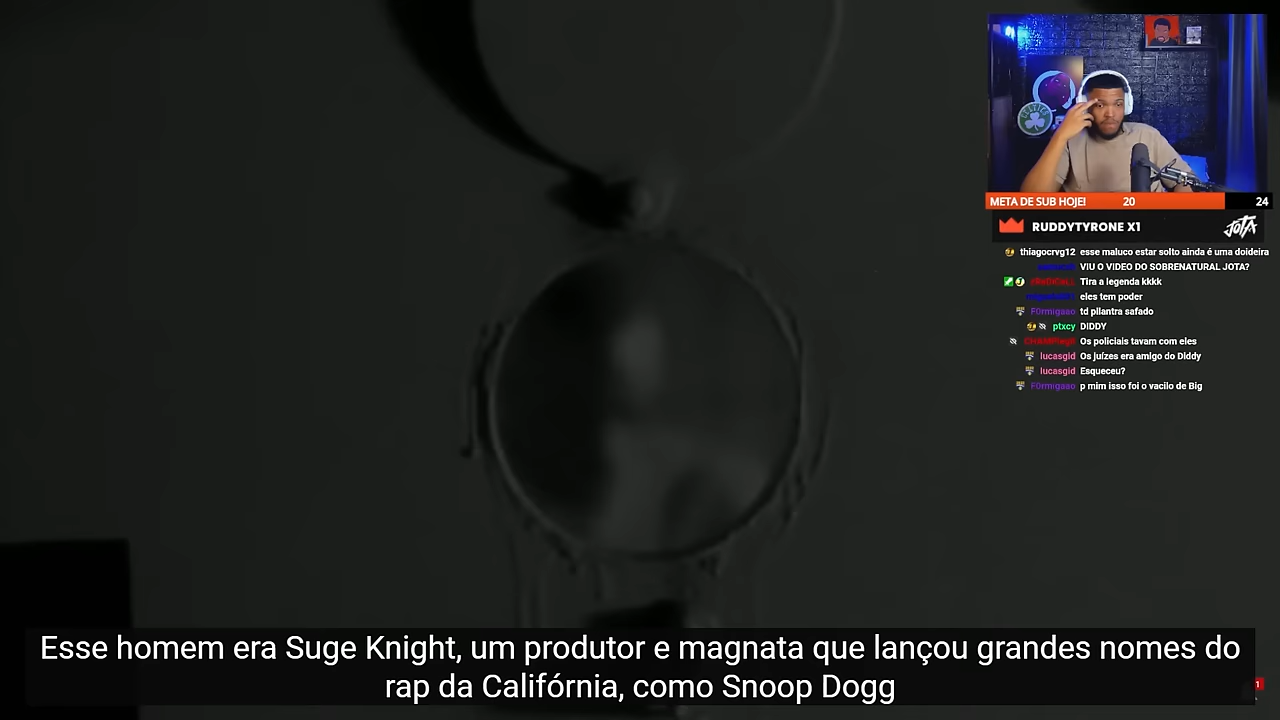 CELTICS
META DE SUB HOJE! 20 24
RUDDYTYRONE X1 JOTA
thiagocrvg12 esse maluco estar solto ainda é uma doideira
VIU O VIDEO DO SOBRENATURAL JOTA?
Tira a legenda kkkk
eles tem poder
F0rmigaao td pilantra safado
ptxcy DIDDY
Os policiais tavam com eles
lucasgid Os juízes era amigo do Diddy
lucasgid Esqueceu?
F0rmigaao p mim isso foi o vacilo de Big
Esse homem era Suge Knight, um produtor e magnata que lançou grandes nomes do
rap da Califórnia, como Snoop Dogg
1